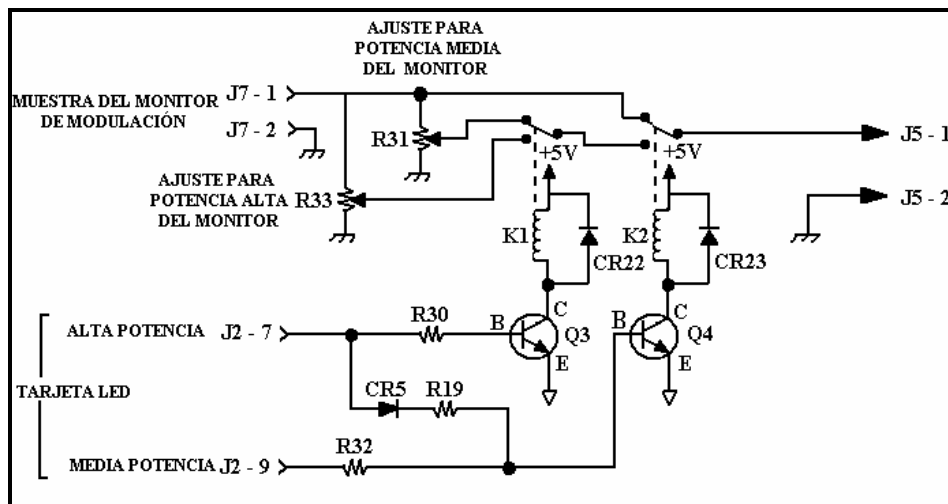 AJUSTE PARA
POTENCIA MEDIA
DEL MONITOR
MUESTRA DEL MONITOR
DE MODULACIÓN
J7 - 1
J7 - 2
R31
+5V
+5V
J5 - 1
AJUSTE PARA
POTENCIA ALTA
DEL MONITOR
R33
J5 - 2
K1
CR22
K2
CR23
ALTA POTENCIA
J2 - 7
R30
B
C
Q3
E
B
C
Q4
E
TARJETA LED
CR5
R19
R32
MEDIA POTENCIA
J2 - 9